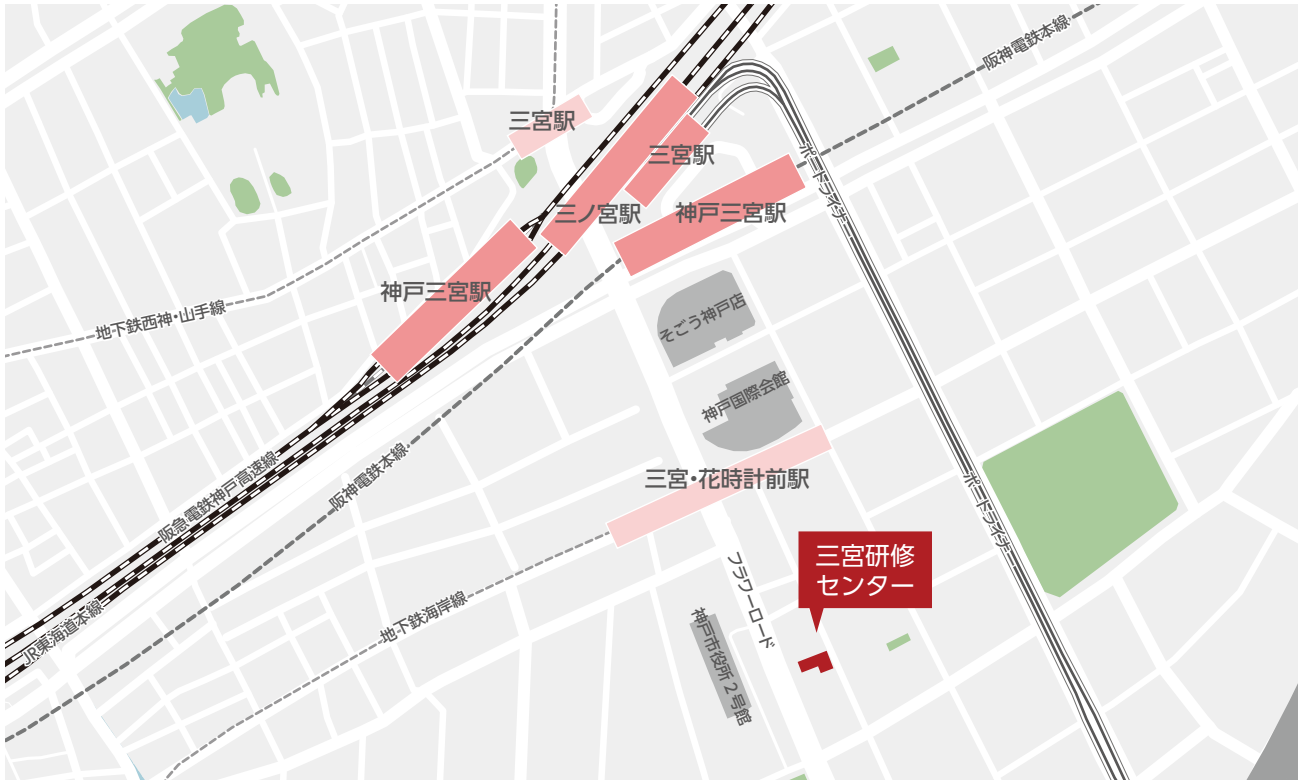 阪神電鉄本線
三宮駅
三宮駅
ポートライナー
三ノ宮駅
神戸三宮駅
神戸三宮駅
地下鉄西神・山手線
そごう神戸店
神戸国際会館
阪急電鉄神戸高速線
阪神電鉄本線
三宮・花時計前駅
ポートライナー
三宮研修
センター
フラワーロード
地下鉄海岸線
JR東海道本線
神戸市役所2号館